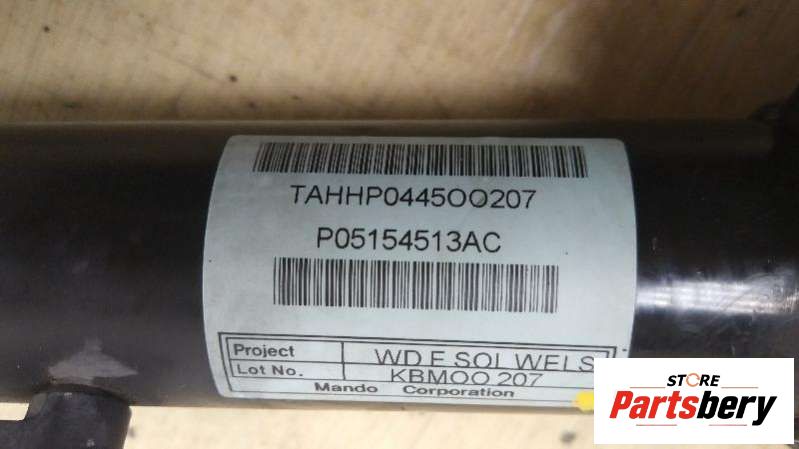 TAHHP0445OO207
P05154513AC
Project WD E SOL WELS
Lot No. KBMOO 207
Mando Corporation
STORE
Partsbery